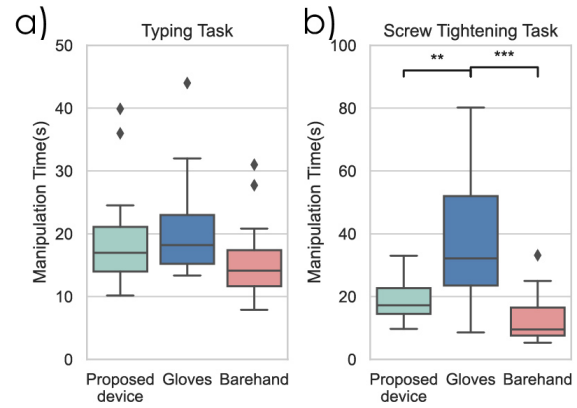 a)
Typing Task
Manipulation Time(s)
50
40
30
20
10
0
Proposed device
Gloves
Barehand
b)
Screw Tightening Task
Manipulation Time(s)
100
80
60
40
20
0
**
***
Proposed device
Gloves
Barehand